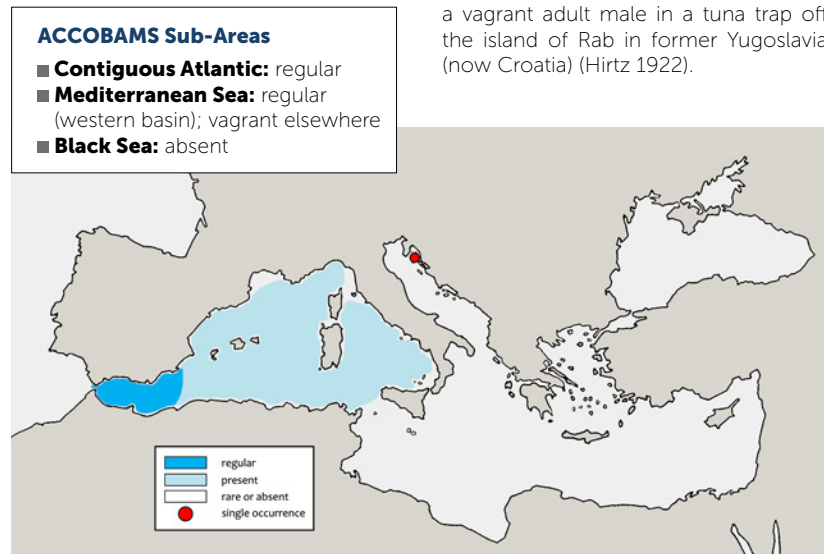 ACCOBAMS Sub-Areas
Contiguous Atlantic: regular
Mediterranean Sea: regular
(western basin); vagrant elsewhere
Black Sea: absent
a vagrant adult male in a tuna trap off
the island of Rab in former Yugoslavia
(now Croatia) (Hirtz 1922).
regular
present
rare or absent
single occurrence